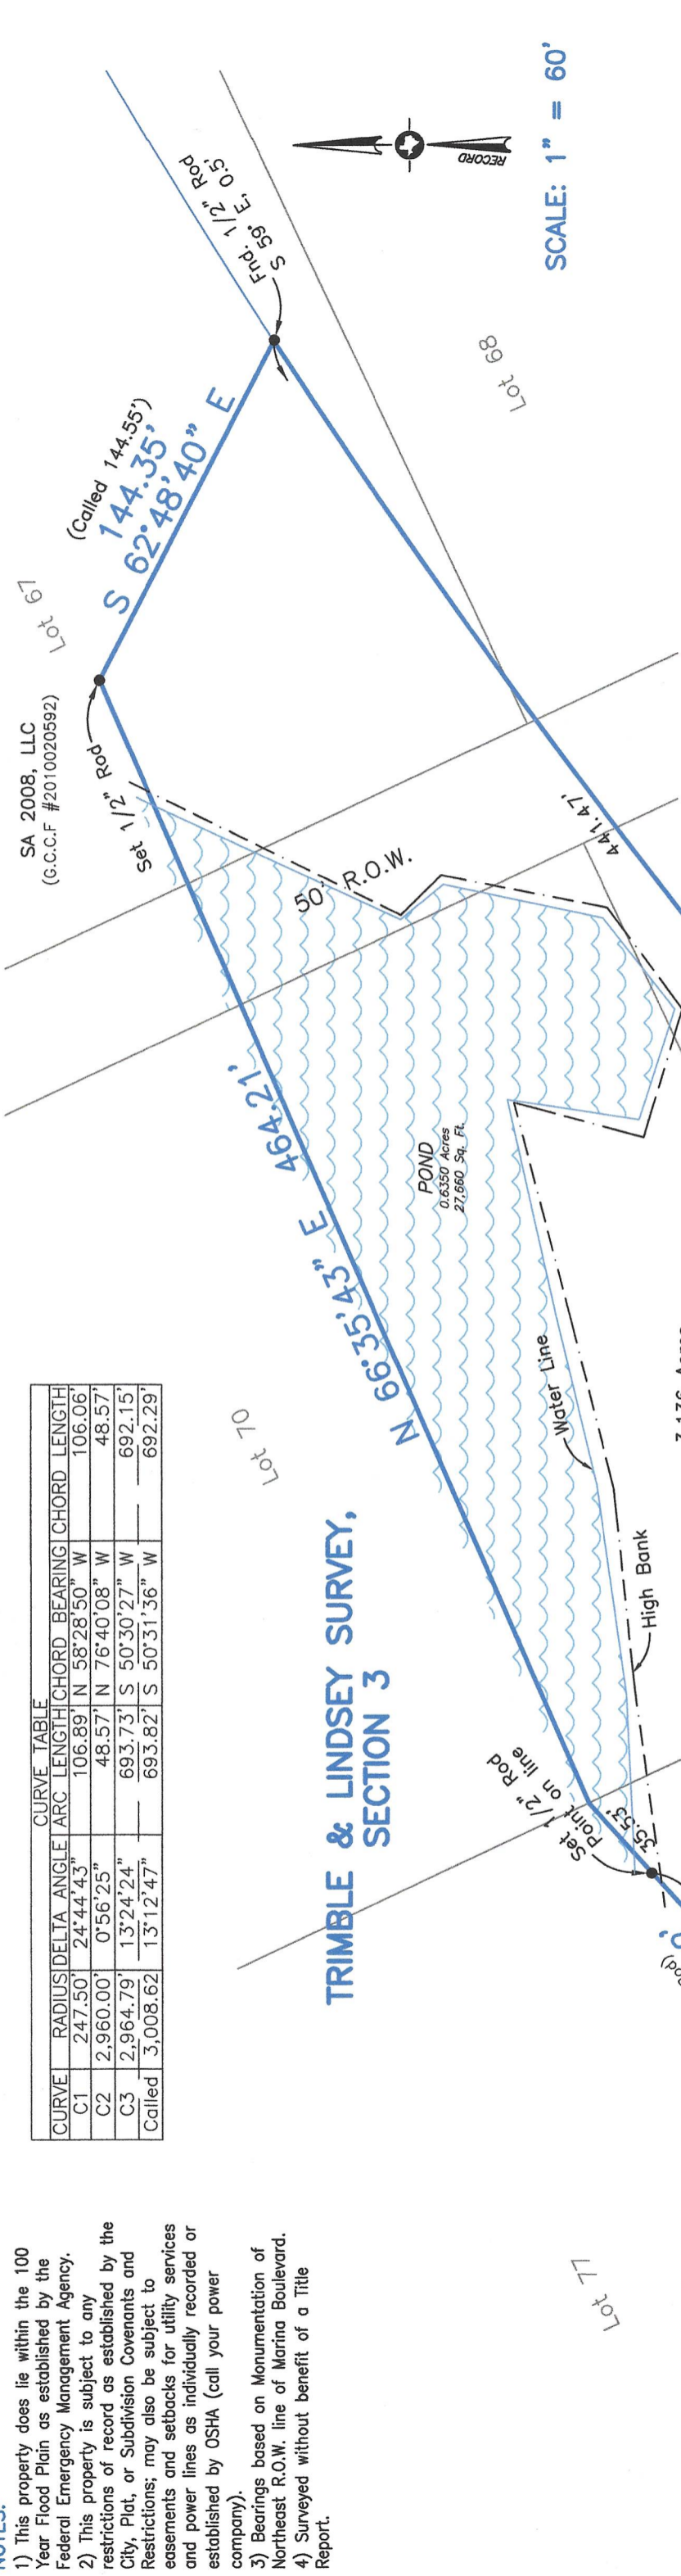 NOTES:
1) This property does lie within the 100
Year Flood Plain as established by the
Federal Emergency Management Agency.
2) This property is subject to any
restrictions of record as established by the
City, Plat, or Subdivision Covenants and
Restrictions; may also be subject to
easements and setbacks for utility services
and power lines as individually recorded or
established by OSHA (call your power
company).
3) Bearings based on Monumentation of
Northeast R.O.W. line of Marina Boulevard.
4) Surveyed without benefit of a Title
Report.
CURVE TABLE
CURVE RADIUS DELTA ANGLE ARC LENGTH CHORD BEARING CHORD LENGTH
C1 247.50' 24°44'43" 106.89' N 58°28'50" W 106.06'
C2 2,960.00' 0°56'25" 48.57' N 76°40'08" W 48.57'
C3 2,964.79' 13°24'24" 693.73' S 50°30'27" W 692.15'
Called 3,008.62 13°12'47" 693.82' S 50°31'36" W 692.29'
TRIMBLE & LINDSEY SURVEY,
SECTION 3
Lot 77
Lot 70
SA 2008, LLC
(G.C.C.F #2010020592)
Lot 67
Set 1/2" Rod
(Called 144.55')
144.35'
S 62°48'40" E
Fnd. 1/2" Rod
S 59° E, 0.5'
RECORD
SCALE: 1" = 60'
Lot 68
N 66°35'43" E 464.21'
50' R.O.W.
441.47'
POND
0.6350 Acres
27,660 Sq. Ft.
Water Line
High Bank
Set 1/2" Rod
Point on line
35.53'